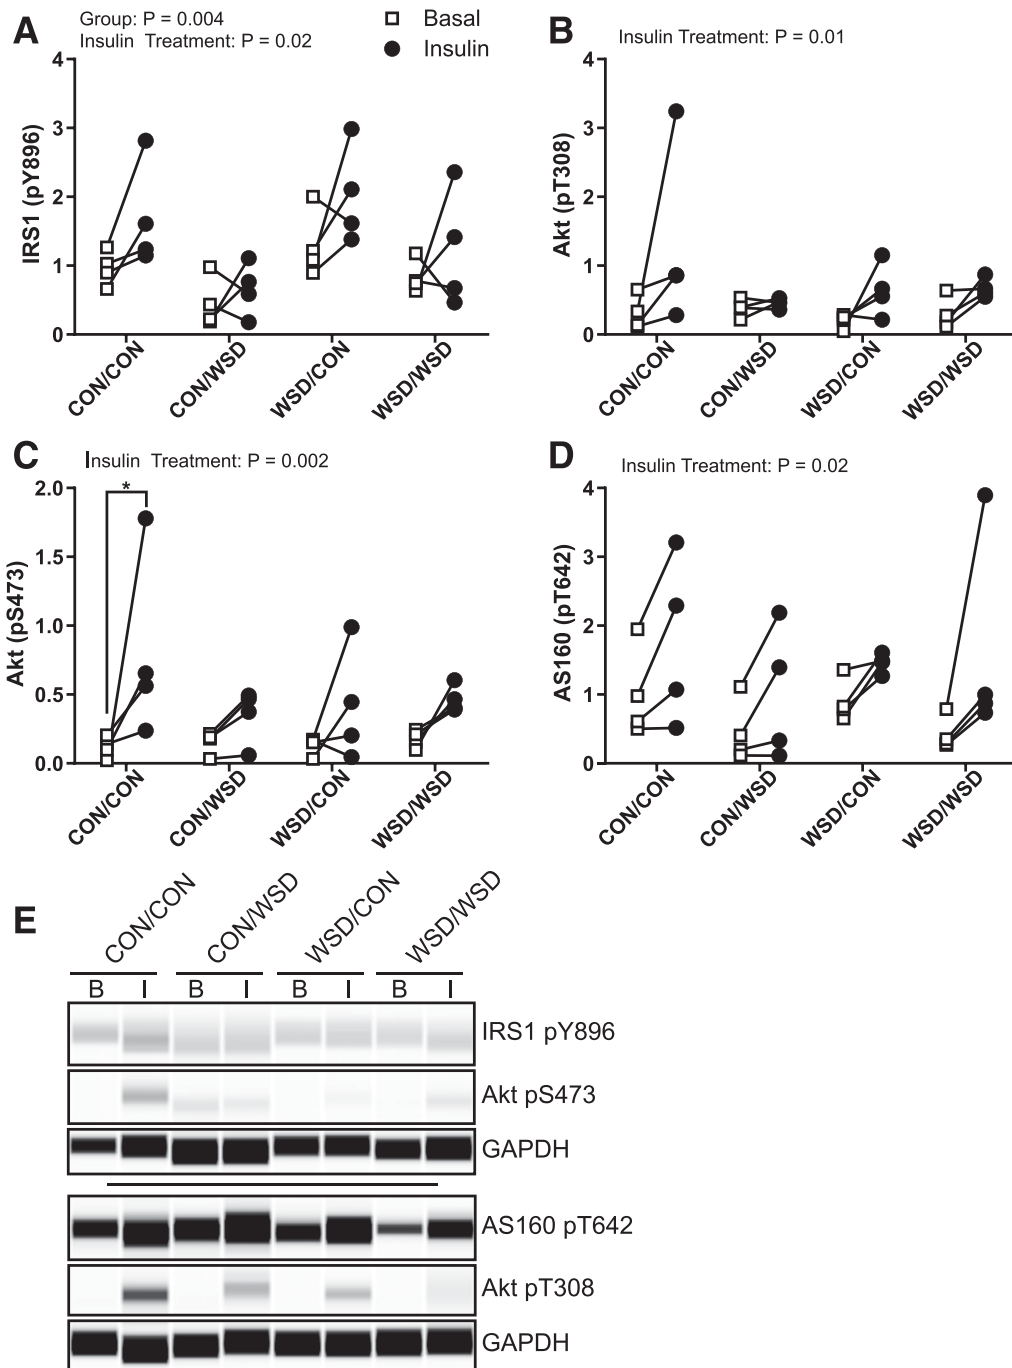 A
Group: P = 0.004
Insulin Treatment: P = 0.02
Basal
Insulin
IRS1 (pY896)
4
3
2
1
0
CON/CON
CON/WSD
WSD/CON
WSD/WSD
B
Insulin Treatment: P = 0.01
Akt (pT308)
4
3
2
1
0
CON/CON
CON/WSD
WSD/CON
WSD/WSD
C
Insulin Treatment: P = 0.002
*
Akt (pS473)
2.0
1.5
1.0
0.5
0.0
CON/CON
CON/WSD
WSD/CON
WSD/WSD
D
Insulin Treatment: P = 0.02
AS160 (pT642)
4
3
2
1
0
CON/CON
CON/WSD
WSD/CON
WSD/WSD
E
CON/CON CON/WSD WSD/CON WSD/WSD
B I B I B I B I
IRS1 pY896
Akt pS473
GAPDH
AS160 pT642
Akt pT308
GAPDH